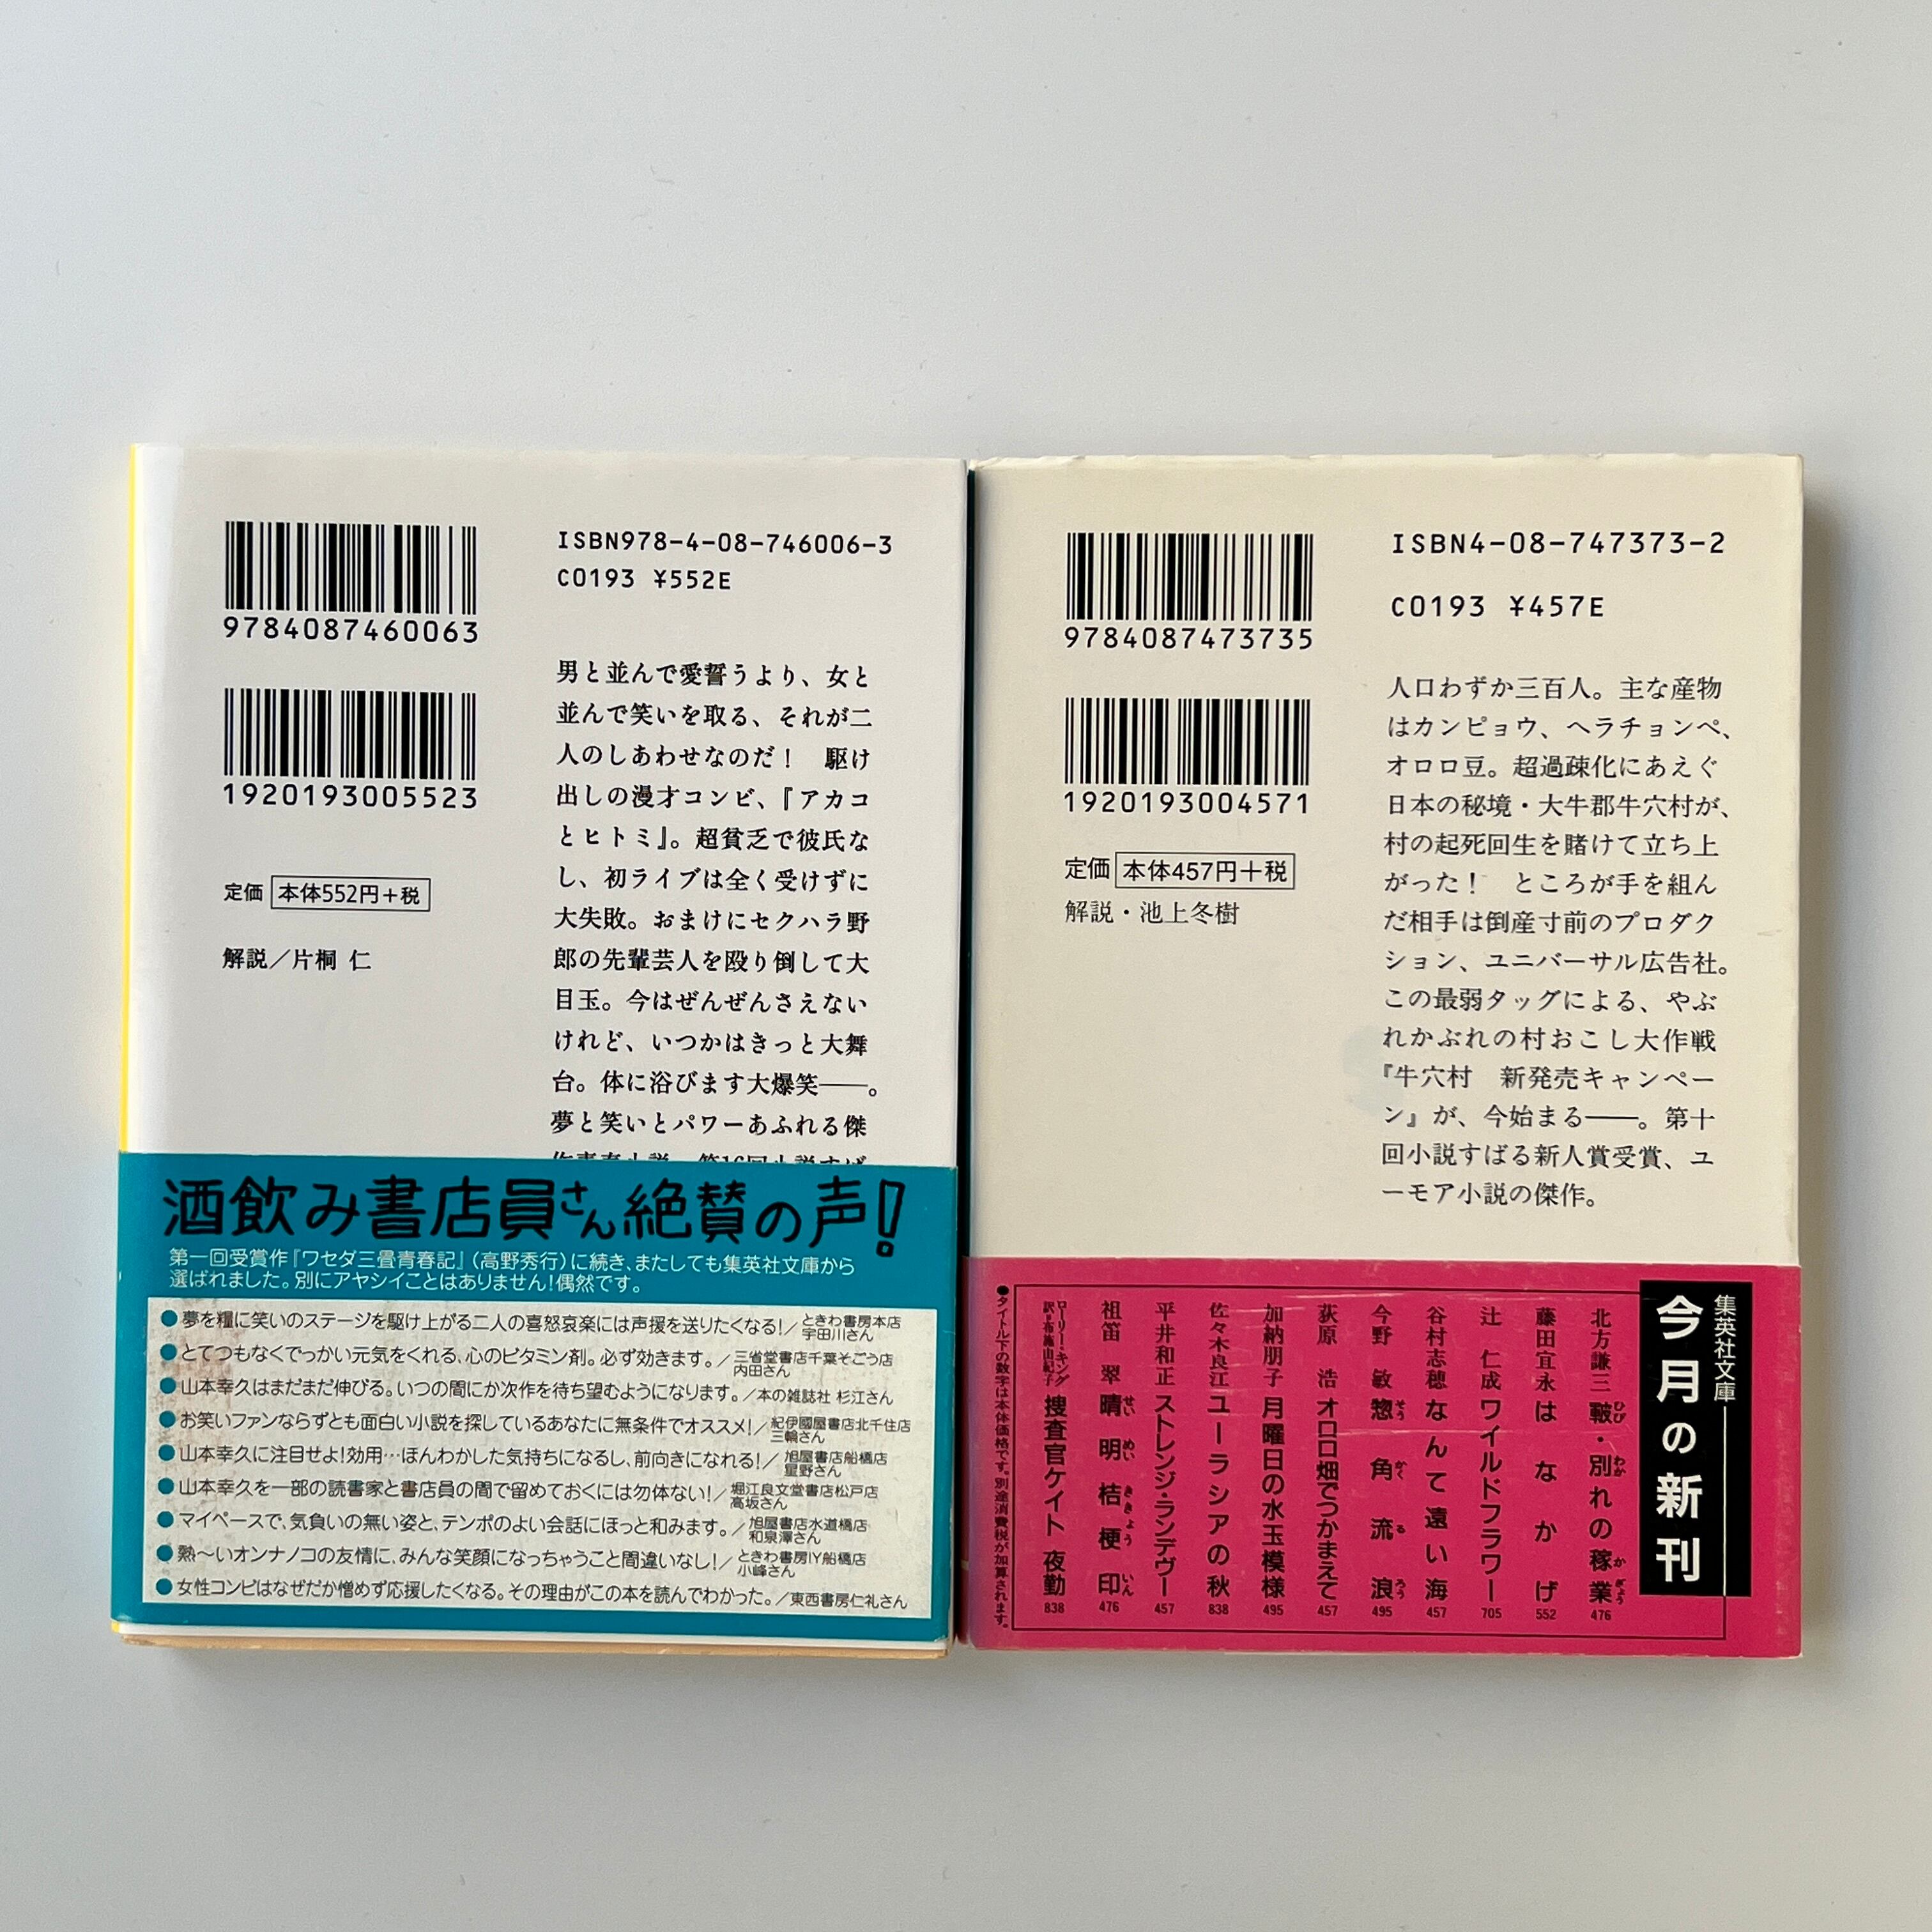 9784087460063
1920193005523
定価 本体552円+税
解説／片桐 仁
ISBN978-4-08-746006-3
C0193 ¥552E
男と並んで愛誓うより、女と
並んで笑いを取る、それが二
人のしあわせなのだ！　駆け
出しの漫才コンビ、『アカコ
とヒトミ』。超貧乏で彼氏な
し、初ライブは全く受けずに
大失敗。おまけにセクハラ野
郎の先輩芸人を殴り倒して大
目玉。今はぜんぜんさえない
けれど、いつかはきっと大舞
台。体に浴びます大爆笑――。
夢と笑いとパワーあふれる傑
酒飲み書店員さん絶賛の声！
第一回受賞作『ワセダ三畳青春記』（高野秀行）に続き、またしても集英社文庫から
選ばれました。別にアヤシイことはありません！偶然です。
●夢を糧に笑いのステージを駆け上がる二人の喜怒哀楽には声援を送りたくなる！／ときわ書房本店 宇田川さん
●とてつもなくでっかい元気をくれる、心のビタミン剤。必ず効きます。／三省堂書店千葉そごう店 内田さん
●山本幸久はまだまだ伸びる。いつの間にか次作を待ち望むようになります。／本の雑誌社 杉江さん
●お笑いファンならずとも面白い小説を探しているあなたに無条件でオススメ！／紀伊國屋書店北千住店 三輪さん
●山本幸久に注目せよ！効用…ほんわかした気持ちになるし、前向きになれる！／旭屋書店船橋店 星野さん
●山本幸久を一部の読書家と書店員の間で留めておくには勿体ない！／堀江良文堂書店松戸店 高坂さん
●マイペースで、気負いの無い姿と、テンポのよい会話にほっと和みます。／旭屋書店水道橋店 和泉澤さん
●熱～いオンナノコの友情に、みんな笑顔になっちゃうこと間違いなし！／ときわ書房IY船橋店 小峰さん
●女性コンビはなぜだか憎めず応援したくなる。その理由がこの本を読んでわかった。／東西書房仁礼さん
9784087473735
1920193004571
定価 本体457円+税
解説・池上冬樹
ISBN4-08-747373-2
C0193 ¥457E
人口わずか三百人。主な産物
はカンピョウ、ヘラチョンペ、
オロロ豆。超過疎化にあえぐ
日本の秘境・大牛郡牛穴村が、
村の起死回生を賭けて立ち上
がった！　ところが手を組ん
だ相手は倒産寸前のプロダク
ション、ユニバーサル広告社。
この最弱タッグによる、やぶ
れかぶれの村おこし大作戦
『牛穴村　新発売キャンペー
ン』が、今始まる――。第十
回小説すばる新人賞受賞、ユ
ーモア小説の傑作。
集英社文庫
今月の新刊
北方謙三 皹・別れの稼業 476
藤田宜永 はなかげ 552
辻 仁成 ワイルドフラワー 705
谷村志穂 なんて遠い海 457
今野 敏 惣角流浪 495
荻原 浩 オロロ畑でつかまえて 457
加納朋子 月曜日の水玉模様 495
佐々木良江 ユーラシアの秋 838
平井和正 ストレンジ・ランデヴー 457
祖笛 翠 晴明桔梗印 476
ローリー・キング 捜査官ケイト 夜勤 838
●タイトル下の数字は本体価格です。別途消費税が加算されます。